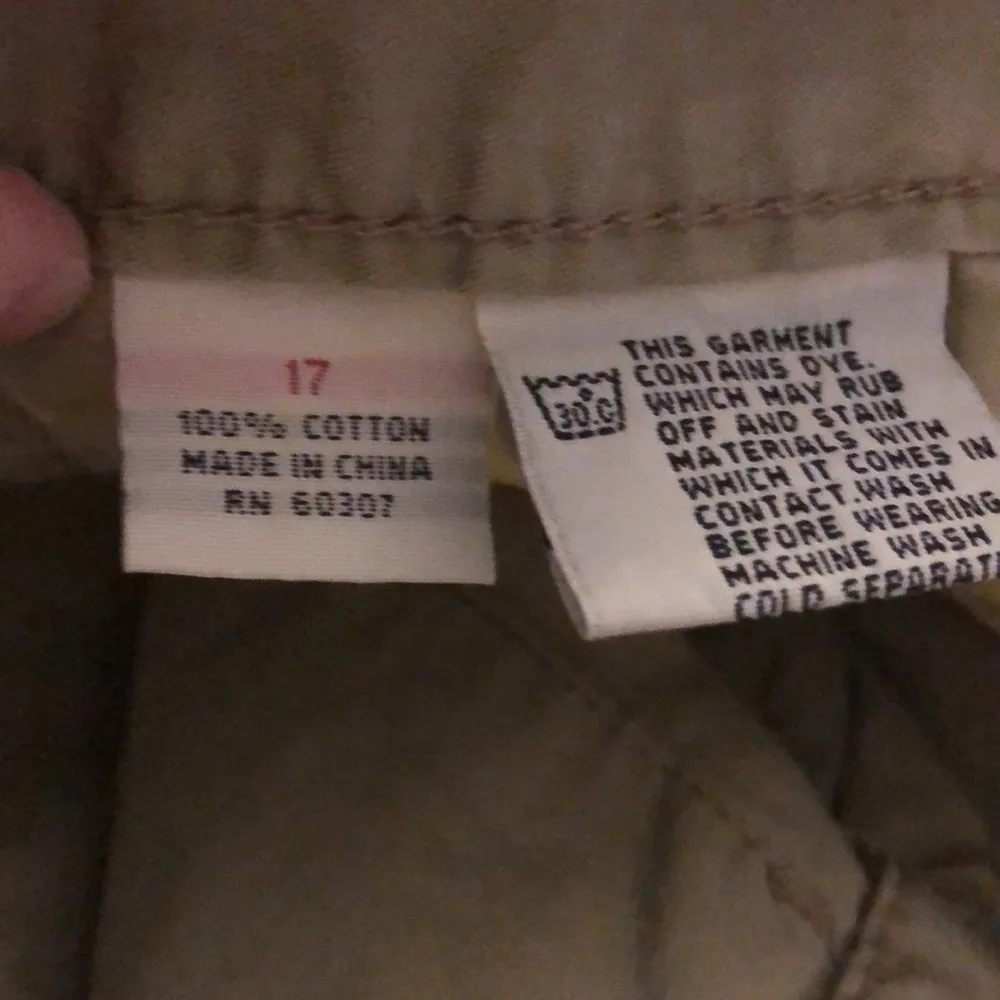 17
100% COTTON
MADE IN CHINA
RN 60307
30.C
THIS GARMENT
CONTAINS DYE.
WHICH MAY RUB
OFF AND STAIN
MATERIALS WITH
WHICH IT COMES IN
CONTACT.WASH
BEFORE WEARING
MACHINE WASH
COLD SEPARAT